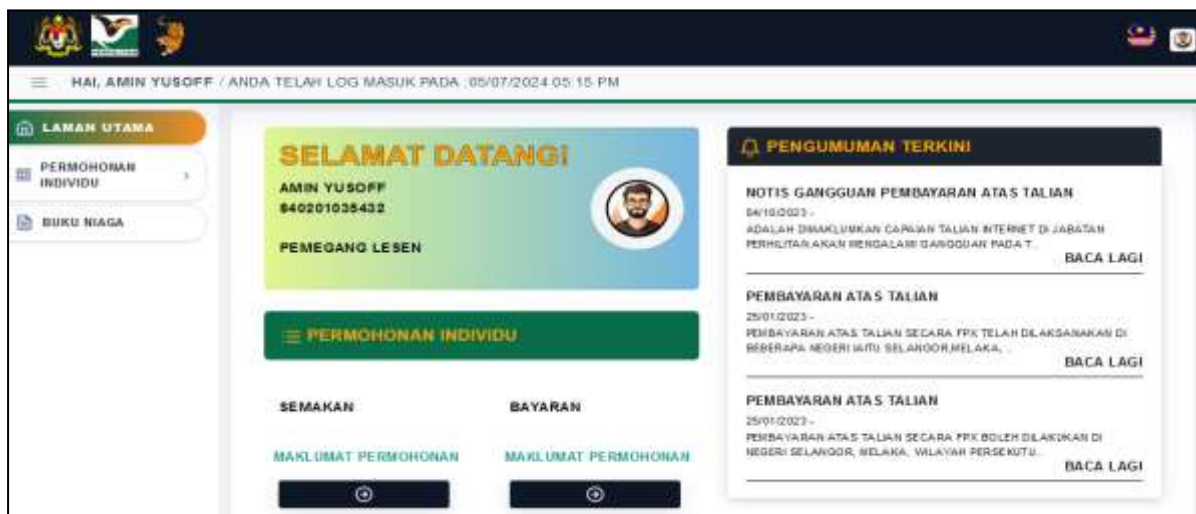 HAI, AMIN YUSOFF / ANDA TELAH LOG MASUK PADA :05/07/2024 05:15 PM
LAMAN UTAMA
PERMOHONAN
INDIVIDU
BUKU NIAGA
SELAMAT DATANG!
AMIN YUSOFF
840201035432
PEMEGANG LESEN
PERMOHONAN INDIVIDU
SEMAKAN
MAKLUMAT PERMOHONAN
BAYARAN
MAKLUMAT PERMOHONAN
PENGUMUMAN TERKINI
NOTIS GANGGUAN PEMBAYARAN ATAS TALIAN
04/10/2023 -
ADALAH DIMAKLUMKAN CAPAIAN TALIAN INTERNET DI JABATAN
PERHILITAN AKAN MENGALAMI GANGGUAN PADA T...
BACA LAGI
PEMBAYARAN ATAS TALIAN
25/01/2023 -
PEMBAYARAN ATAS TALIAN SECARA FPX TELAH DILAKSANAKAN DI
BEBERAPA NEGERI IAITU SELANGOR,MELAKA, ...
BACA LAGI
PEMBAYARAN ATAS TALIAN
25/01/2023 -
PEMBAYARAN ATAS TALIAN SECARA FPX BOLEH DILAKUKAN DI
NEGERI SELANGOR, MELAKA, WILAYAH PERSEKUTU...
BACA LAGI